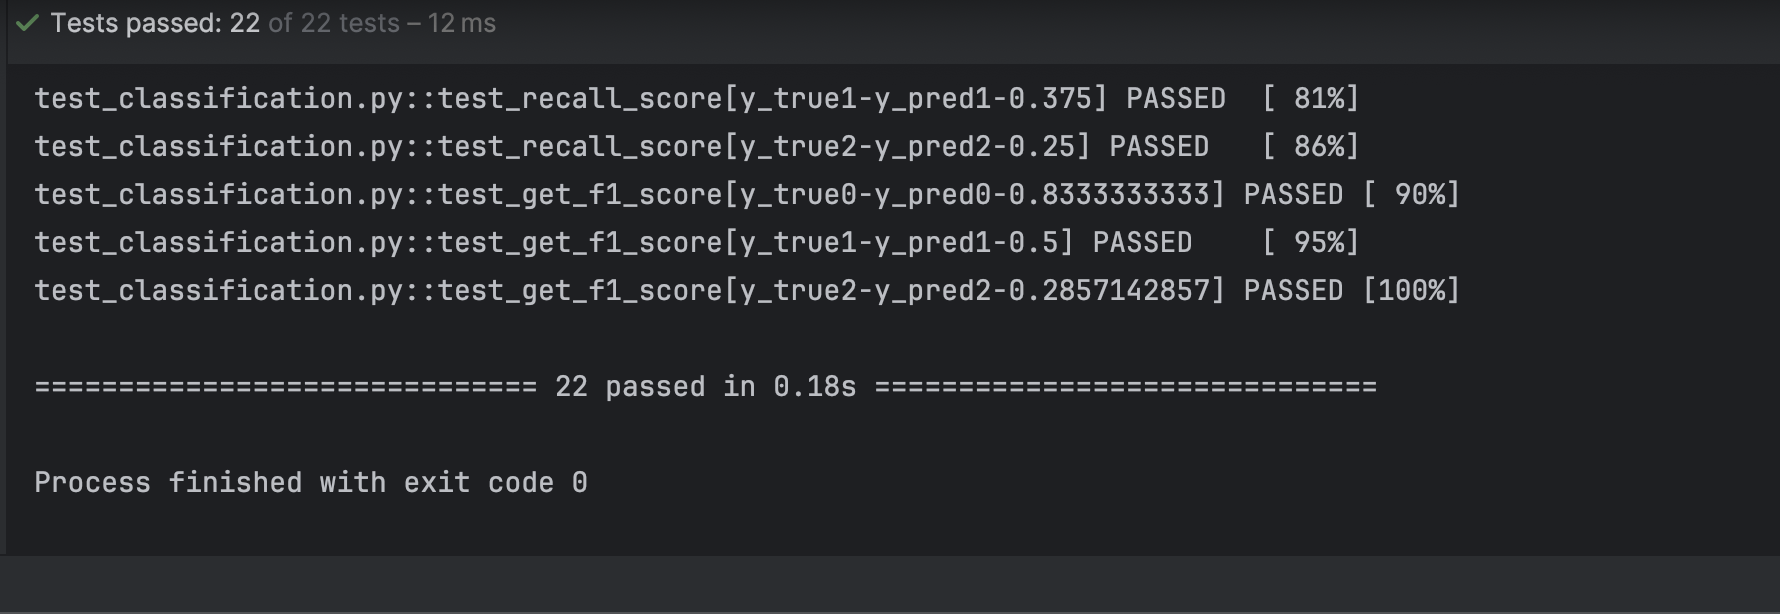 Tests passed: 22 of 22 tests – 12 ms
test_classification.py::test_recall_score[y_true1-y_pred1-0.375] PASSED  [ 81%]
test_classification.py::test_recall_score[y_true2-y_pred2-0.25] PASSED   [ 86%]
test_classification.py::test_get_f1_score[y_true0-y_pred0-0.8333333333] PASSED [ 90%]
test_classification.py::test_get_f1_score[y_true1-y_pred1-0.5] PASSED    [ 95%]
test_classification.py::test_get_f1_score[y_true2-y_pred2-0.2857142857] PASSED [100%]
============================== 22 passed in 0.18s ==============================
Process finished with exit code 0